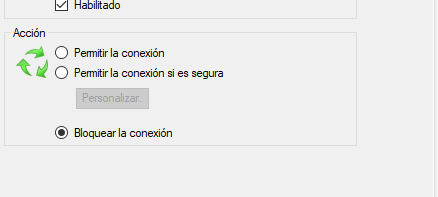 Habilitado
Acción
Permitir la conexión
Permitir la conexión si es segura
Personalizar.
Bloquear la conexión